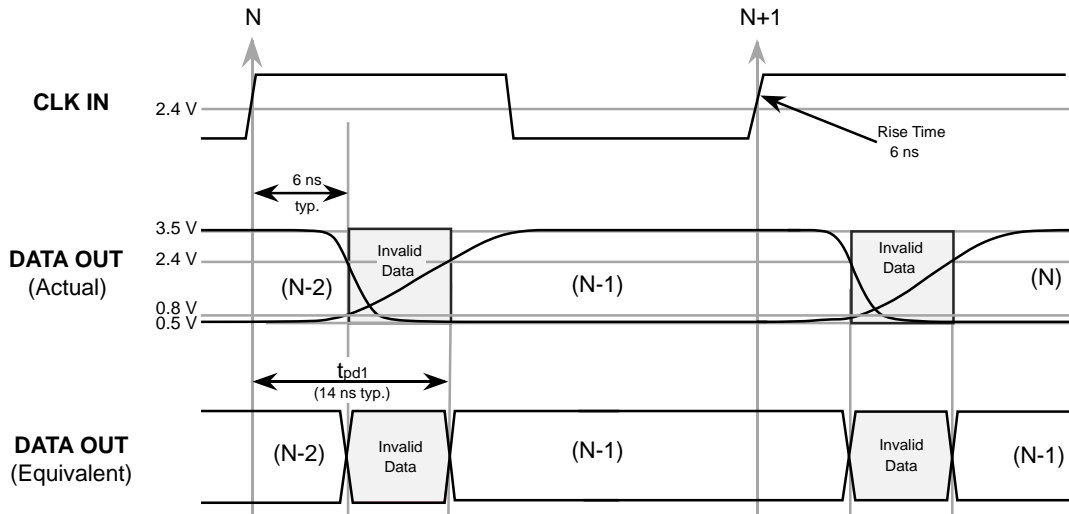 N
N+1
CLK IN
2.4 V
Rise Time
6 ns
6 ns
typ.
3.5 V
DATA OUT
2.4 V
(Actual)
Invalid
Data
Invalid
Data
(N-2)
(N-1)
(N)
0.8 V
0.5 V
tpd1
(14 ns typ.)
DATA OUT
(Equivalent)
(N-2)
Invalid
Data
(N-1)
Invalid
Data
(N-1)